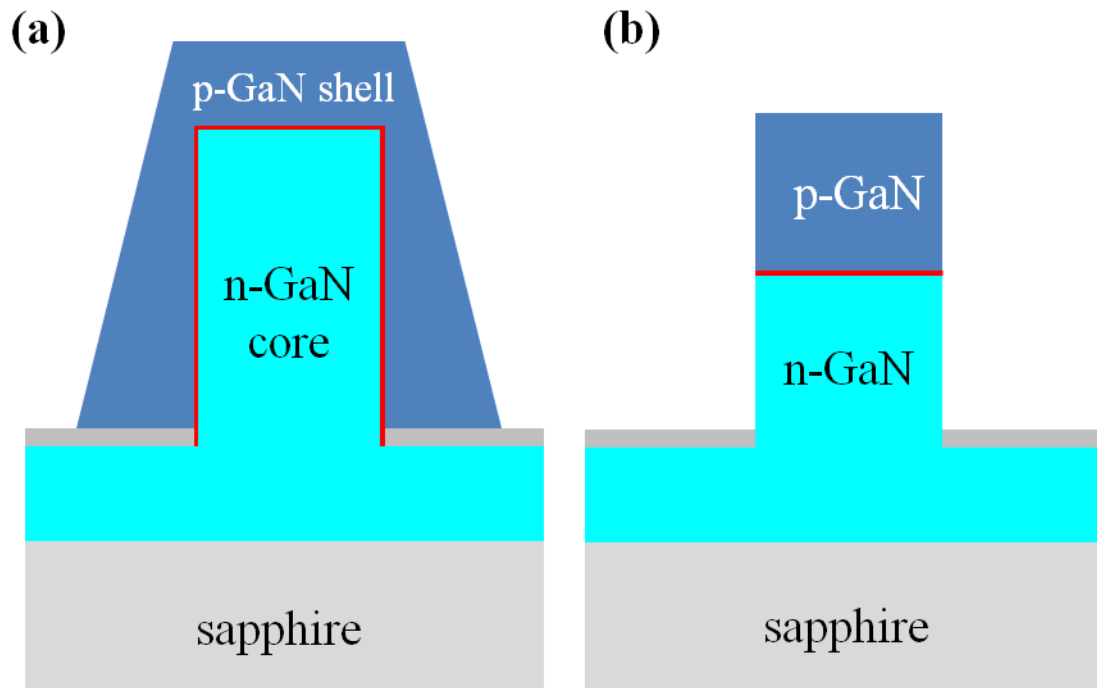 (a)
p-GaN shell
n-GaN
core
sapphire
(b)
p-GaN
n-GaN
sapphire